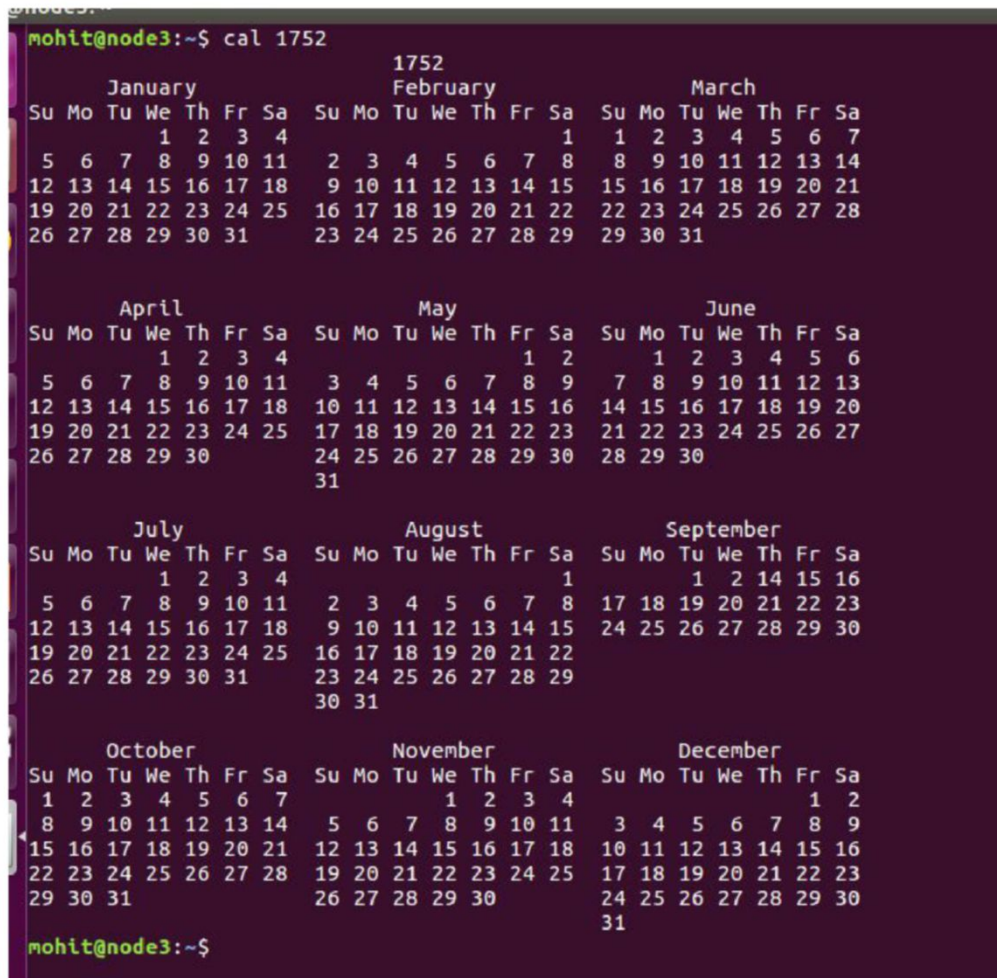 mohit@node3:~$ cal 1752
1752
January February March
Su Mo Tu We Th Fr Sa Su Mo Tu We Th Fr Sa Su Mo Tu We Th Fr Sa
1 2 3 4 1 1 2 3 4 5 6 7
5 6 7 8 9 10 11 2 3 4 5 6 7 8 8 9 10 11 12 13 14
12 13 14 15 16 17 18 9 10 11 12 13 14 15 15 16 17 18 19 20 21
19 20 21 22 23 24 25 16 17 18 19 20 21 22 22 23 24 25 26 27 28
26 27 28 29 30 31 23 24 25 26 27 28 29 29 30 31
April May June
Su Mo Tu We Th Fr Sa Su Mo Tu We Th Fr Sa Su Mo Tu We Th Fr Sa
1 2 3 4 1 2 1 2 3 4 5 6
5 6 7 8 9 10 11 3 4 5 6 7 8 9 7 8 9 10 11 12 13
12 13 14 15 16 17 18 10 11 12 13 14 15 16 14 15 16 17 18 19 20
19 20 21 22 23 24 25 17 18 19 20 21 22 23 21 22 23 24 25 26 27
26 27 28 29 30 24 25 26 27 28 29 30 28 29 30
31
July August September
Su Mo Tu We Th Fr Sa Su Mo Tu We Th Fr Sa Su Mo Tu We Th Fr Sa
1 2 3 4 1 1 2 14 15 16
5 6 7 8 9 10 11 2 3 4 5 6 7 8 17 18 19 20 21 22 23
12 13 14 15 16 17 18 9 10 11 12 13 14 15 24 25 26 27 28 29 30
19 20 21 22 23 24 25 16 17 18 19 20 21 22
26 27 28 29 30 31 23 24 25 26 27 28 29
30 31
October November December
Su Mo Tu We Th Fr Sa Su Mo Tu We Th Fr Sa Su Mo Tu We Th Fr Sa
1 2 3 4 5 6 7 1 2 3 4 1 2
8 9 10 11 12 13 14 5 6 7 8 9 10 11 3 4 5 6 7 8 9
15 16 17 18 19 20 21 12 13 14 15 16 17 18 10 11 12 13 14 15 16
22 23 24 25 26 27 28 19 20 21 22 23 24 25 17 18 19 20 21 22 23
29 30 31 26 27 28 29 30 24 25 26 27 28 29 30
31
mohit@node3:~$